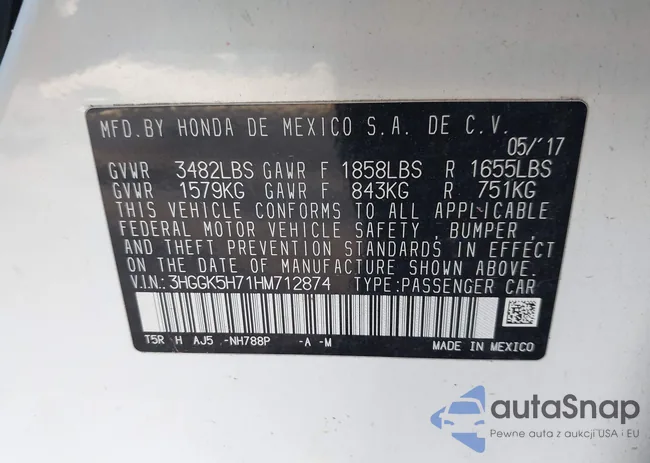 MFD.BY HONDA DE MEXICO S.A. DE C.V.
05/'17
GVWR 3482LBS GAWR F 1858LBS R 1655LBS
GVWR 1579KG GAWR F 843KG R 751KG
THIS VEHICLE CONFORMS TO ALL APPLICABLE
FEDERAL MOTOR VEHICLE SAFETY , BUMPER ,
AND THEFT PREVENTION STANDARDS IN EFFECT
ON THE DATE OF MANUFACTURE SHOWN ABOVE.
V.I.N.:3HGGK5H71HM712874 TYPE:PASSENGER CAR
T5R H AJ5 -NH788P -A -M MADE IN MEXICO
autaSnap
Pewne auta z aukcji USA i EU